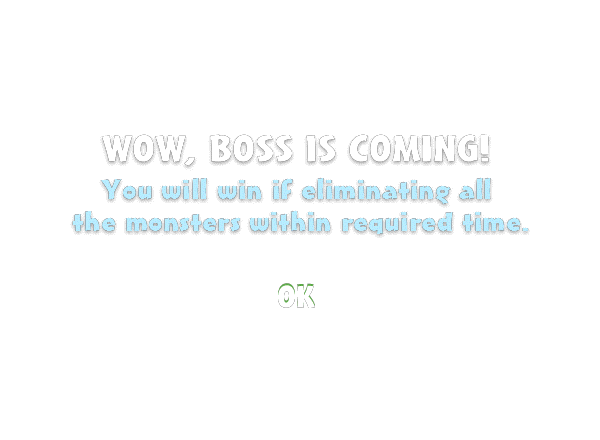 WOW, BOSS IS COMING!
You will win if eliminating all
the monsters within required time.
OK